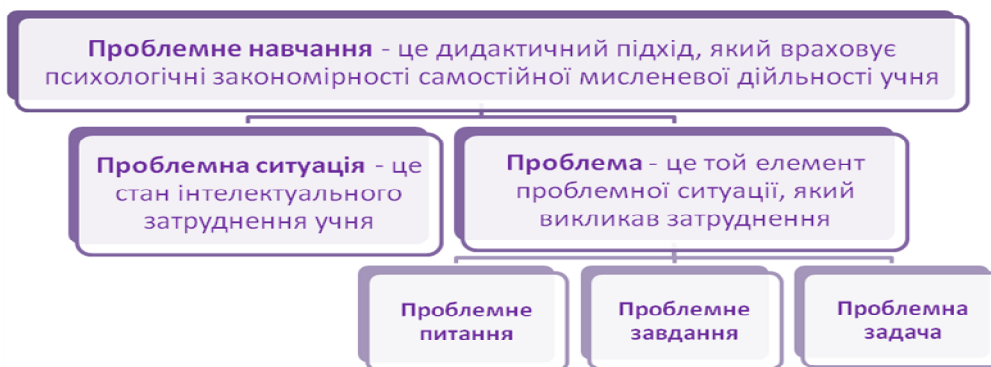 Проблемне навчання - це дидактичний підхід, який враховує
психологічні закономірності самостійної мисленевої дійльності учня
Проблемна ситуація - це
стан інтелектуального
затруднення учня
Проблема - це той елемент
проблемної ситуації, який
викликав затруднення
Проблемне
питання
Проблемне
завдання
Проблемна
задача